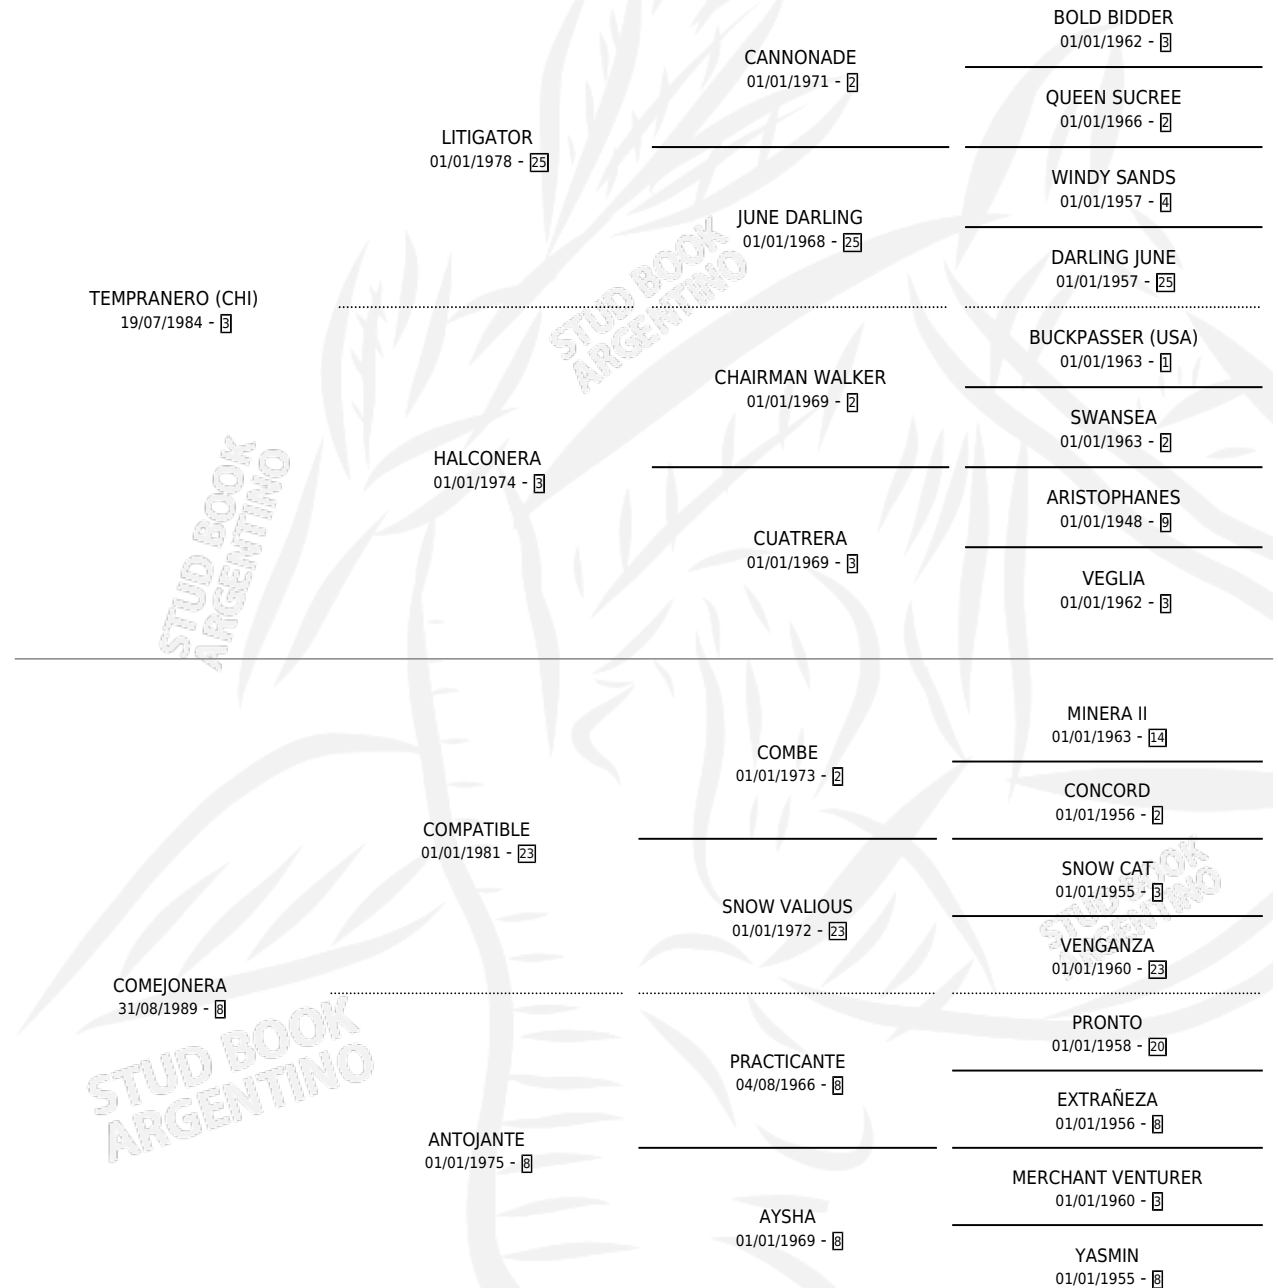 BOLD BIDDER
01/01/1962 - 3
CANNONADE
01/01/1971 - 2
QUEEN SUCREE
01/01/1966 - 2
LITIGATOR
01/01/1978 - 25
WINDY SANDS
01/01/1957 - 4
JUNE DARLING
01/01/1968 - 25
DARLING JUNE
01/01/1957 - 25
TEMPRANERO (CHI)
19/07/1984 - 3
BUCKPASSER (USA)
01/01/1963 - 1
CHAIRMAN WALKER
01/01/1969 - 2
SWANSEA
01/01/1963 - 2
HALCONERA
01/01/1974 - 3
ARISTOPHANES
01/01/1948 - 9
CUATRERA
01/01/1969 - 3
VEGLIA
01/01/1962 - 3
STUD BOOK
ARGENTINO
STUD BOOK
ARGENTINO
MINERA II
01/01/1963 - 14
COMBE
01/01/1973 - 2
CONCORD
01/01/1956 - 2
COMPATIBLE
01/01/1981 - 23
SNOW CAT
01/01/1955 - 3
SNOW VALIOUS
01/01/1972 - 23
VENGANZA
01/01/1960 - 23
COMEJONERA
31/08/1989 - 8
PRONTO
01/01/1958 - 20
PRACTICANTE
04/08/1966 - 8
EXTRAÑEZA
01/01/1956 - 8
ANTOJANTE
01/01/1975 - 8
MERCHANT VENTURER
01/01/1960 - 3
AYSHA
01/01/1969 - 8
YASMIN
01/01/1955 - 8
STUD BOOK
ARGENTINO
STUD BOOK
ARGENTINO